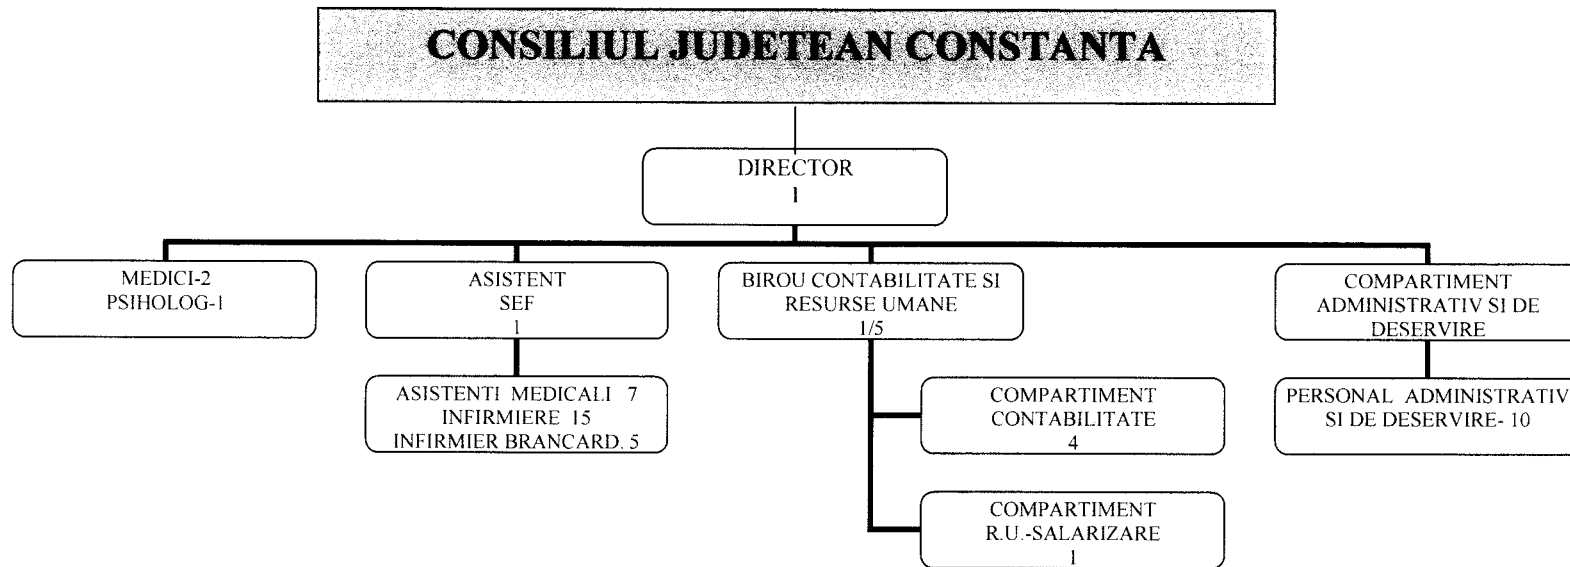 CONSILIUL JUDETEAN CONSTANTA
DIRECTOR
1
MEDICI-2
PSIHOLOG-1
ASISTENT
SEF
1
BIROU CONTABILITATE SI
RESURSE UMANE
1/5
COMPARTIMENT
ADMINISTRATIV SI DE
DESERVIRE
ASISTENTI MEDICALI 7
INFIRMIERE 15
INFIRMIER BRANCARD. 5
COMPARTIMENT
CONTABILITATE
4
PERSONAL ADMINISTRATIV
SI DE DESERVIRE- 10
COMPARTIMENT
R.U.-SALARIZARE
1